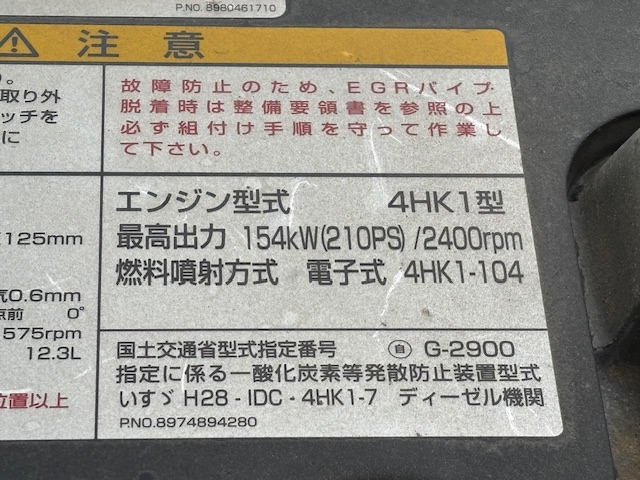 P.NO. 8980461710
注 意
故障防止のため、EGRパイプ
脱着時は整備要領書を参照の上
必ず組付け手順を守って作業し
て下さい。
取り外
ッチを
に
エンジン型式 4HK1型
最高出力 154kW(210PS)/2400rpm
燃料噴射方式 電子式 4HK1-104
125mm
0.6mm
前 0°
575rpm
12.3L
位置以上
国土交通省型式指定番号 自 G-2900
指定に係る一酸化炭素等発散防止装置型式
いすゞ H28-IDC-4HK1-7 ディーゼル機関
P.NO.8974894280